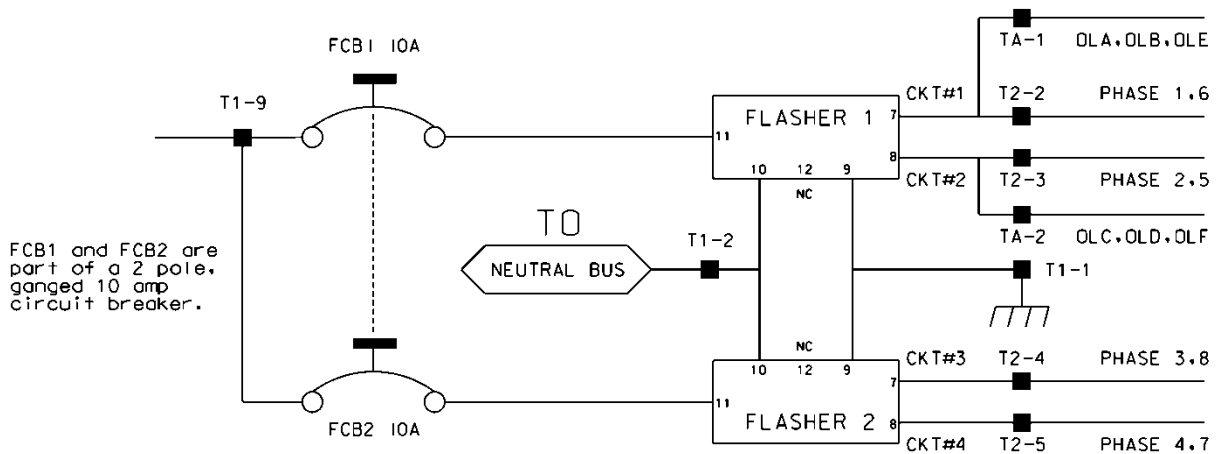 FCB1 10A
T1-9
TA-1 OLA,OLB,OLE
CKT#1 T2-2 PHASE 1,6
FLASHER 1
11
7
8
10 12 9
NC
CKT#2 T2-3 PHASE 2,5
TA-2 OLC,OLD,OLF
TO
NEUTRAL BUS
T1-2
T1-1
FCB1 and FCB2 are
part of a 2 pole,
ganged 10 amp
circuit breaker.
NC
10 12 9
CKT#3 T2-4 PHASE 3,8
7
11
FLASHER 2
8
CKT#4 T2-5 PHASE 4,7
FCB2 10A